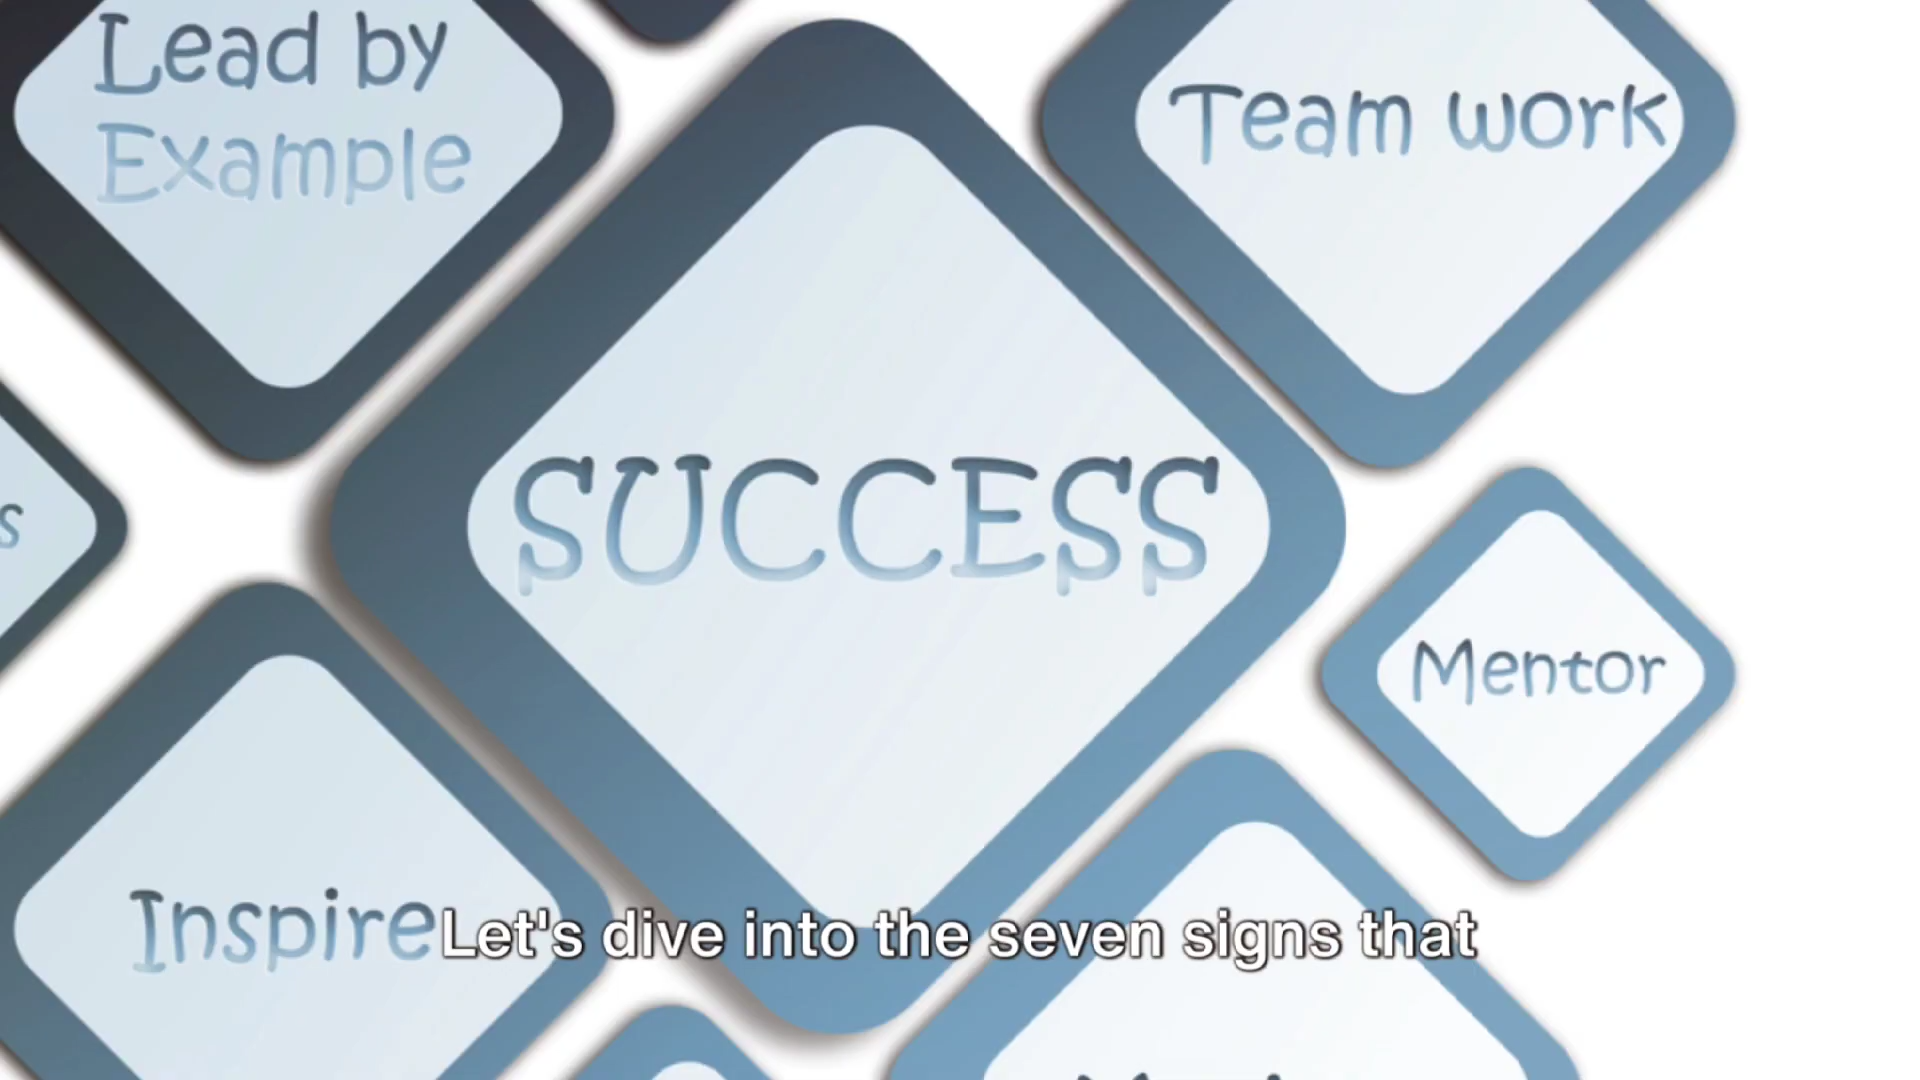 Lead by
Example
Team work
SUCCESS
Mentor
Inspire
Let's dive into the seven signs that